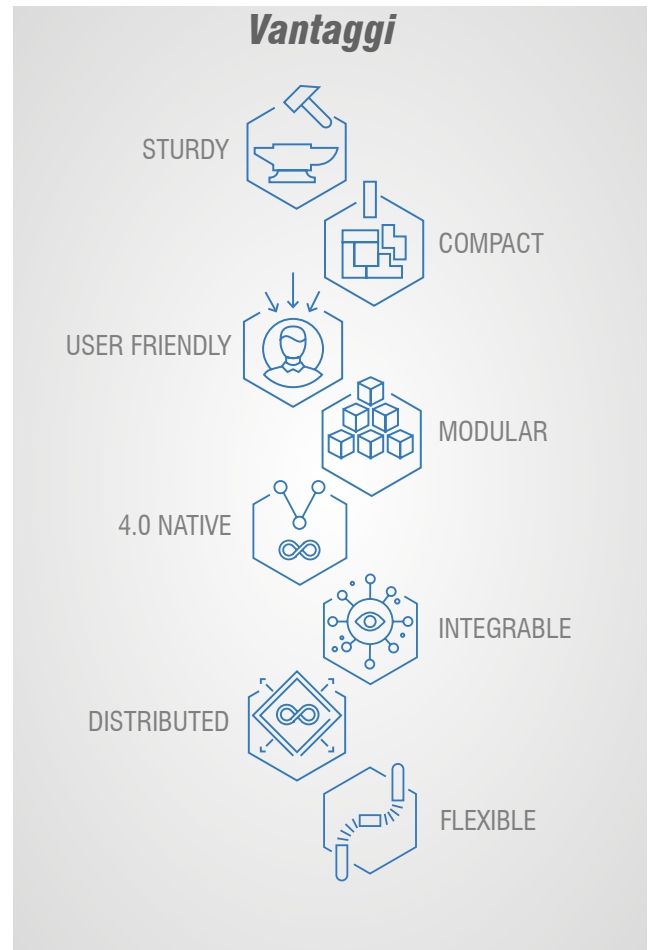 Vantaggi
STURDY
COMPACT
USER FRIENDLY
MODULAR
4.0 NATIVE
INTEGRABLE
DISTRIBUTED
FLEXIBLE